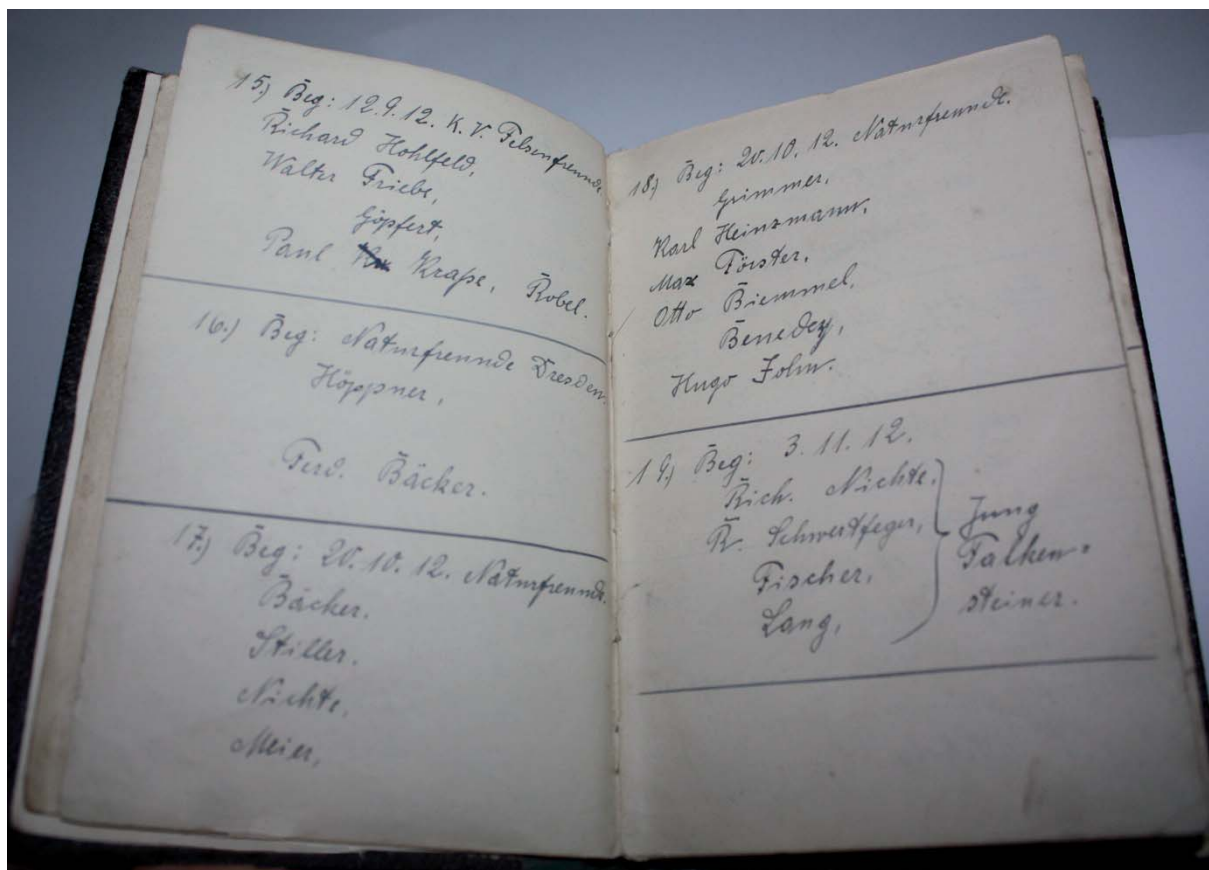 15.) Beg: 12.9.12. K.V. Felsenfreunde
Richard Hohlfeld,
Walter Friebe,
Göpfert,
Paul Kraße, Robel.
16.) Beg: Naturfreunde Dresden.
Höppner,
Ferd. Bäcker.
17.) Beg: 20.10.12. Naturfreunde.
Bäcker.
Stiller.
Nichte,
Meier,
18.) Beg: 20.10.12. Naturfreunde.
Grimmer,
Karl Heinzmann,
Max Förster,
Otto Biemmel,
Benedey,
Hugo John.
19.) Beg: 3.11.12.
Rich. Nichte,
R. Schwertfeger,
Fischer,
Lang,
Jung
Falken=
steiner.